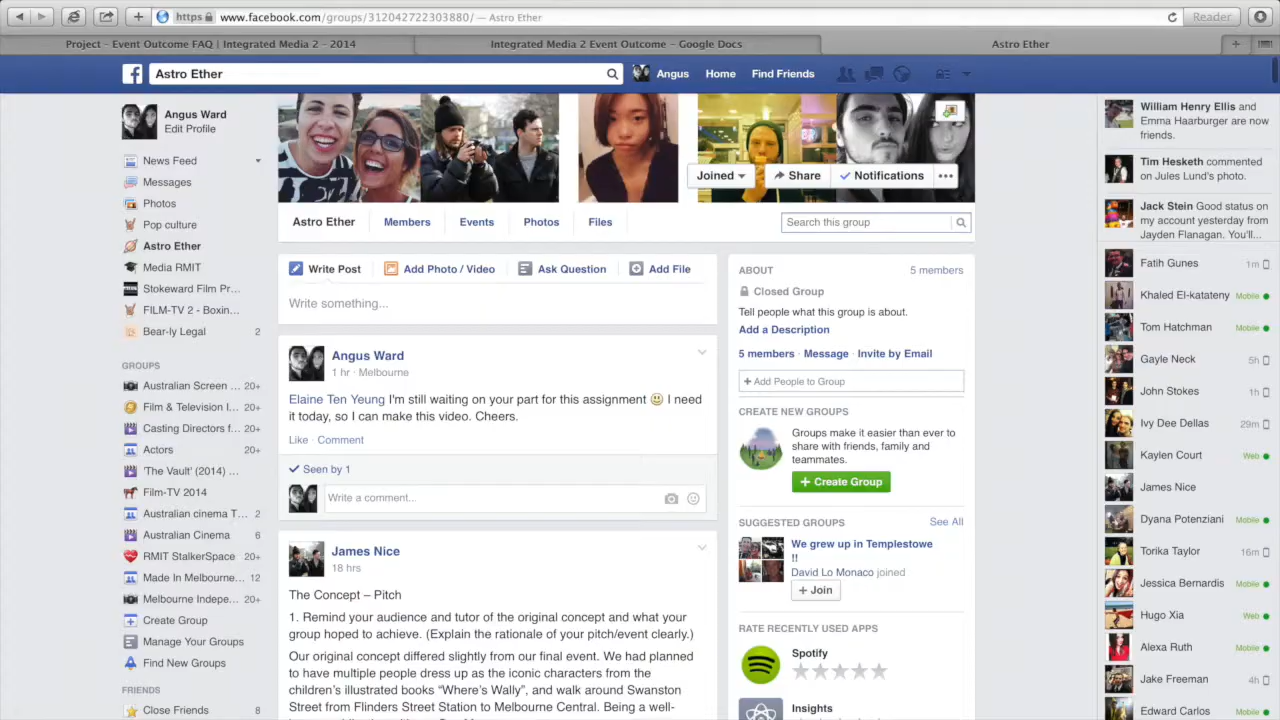 https www.facebook.com/groups/312042722303880/ — Astro Ether
Reader
Project – Event Outcome FAQ | Integrated Media 2 – 2014
Integrated Media 2 Event Outcome – Google Docs
Astro Ether
Astro Ether
Angus
Home
Find Friends
Angus Ward
Edit Profile
News Feed
Messages
Photos
Pop culture
Astro Ether
Media RMIT
Stokeward Film Pr...
FILM-TV 2 - Boxin...
Bear-ly Legal 2
GROUPS
Australian Screen ... 20+
Film & Television I... 20+
Casting Directors f... 20+
Actors 20+
'The Vault' (2014) ...
Film-TV 2014
Australian cinema T... 2
Australian Cinema 6
RMIT StalkerSpace 20+
Made In Melbourne... 12
Melbourne Indepe... 20+
Create Group
Manage Your Groups
Find New Groups
FRIENDS
Close Friends 8
Joined
Share
Notifications
Astro Ether
Members
Events
Photos
Files
Search this group
Write Post
Add Photo / Video
Ask Question
Add File
Write something...
Angus Ward
1 hr · Melbourne
Elaine Ten Yeung I'm still waiting on your part for this assignment I need
it today, so I can make this video. Cheers.
Like · Comment
Seen by 1
Write a comment...
James Nice
18 hrs
The Concept – Pitch
1. Remind your audience and tutor of the original concept and what your
group hoped to achieve. (Explain the rationale of your pitch/event clearly.)
Our original concept differed slightly from our final event. We had planned
to have multiple people dress up as the iconic characters from the
children's illustrated books “Where's Wally”, and walk around Swanston
Street from Flinders Street Station to Melbourne Central. Being a well-
ABOUT
5 members
Closed Group
Tell people what this group is about.
Add a Description
5 members · Message · Invite by Email
+ Add People to Group
CREATE NEW GROUPS
Groups make it easier than ever to
share with friends, family and
teammates.
+ Create Group
SUGGESTED GROUPS
See All
We grew up in Templestowe
!!
David Lo Monaco joined
+ Join
RATE RECENTLY USED APPS
Spotify
Insights
William Henry Ellis and
Emma Haarburger are now
friends.
Tim Hesketh commented
on Jules Lund's photo.
Jack Stein Good status on
my account yesterday from
Jayden Flanagan. You'll...
Fatih Gunes 1m
Khaled El-katateny Mobile
Tom Hatchman Mobile
Gayle Neck 5h
John Stokes 1h
Ivy Dee Dellas 29m
Kaylen Court Web
James Nice
Dyana Potenziani Mobile
Torika Taylor 16m
Jessica Bernardis Mobile
Hugo Xia Web
Alexa Ruth Mobile
Jake Freeman 4h
Edward Carlos Mobile